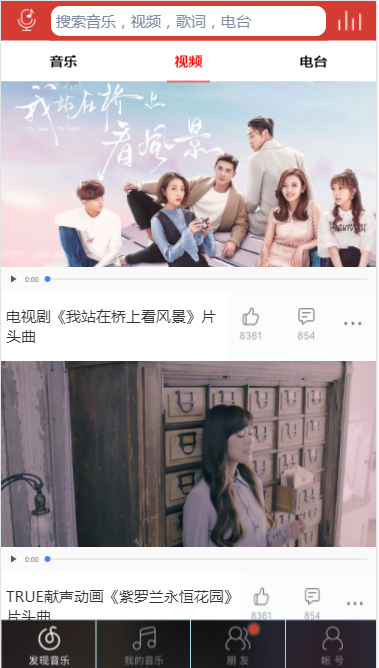 搜索音乐，视频，歌词，电台
音乐 视频 电台
我站在桥上
看風景
0:00
电视剧《我站在桥上看风景》片
头曲
8361 854
0:00
TRUE献声动画《紫罗兰永恒花园》
片头曲
8361 854
发现音乐 我的音乐 朋友 帐号